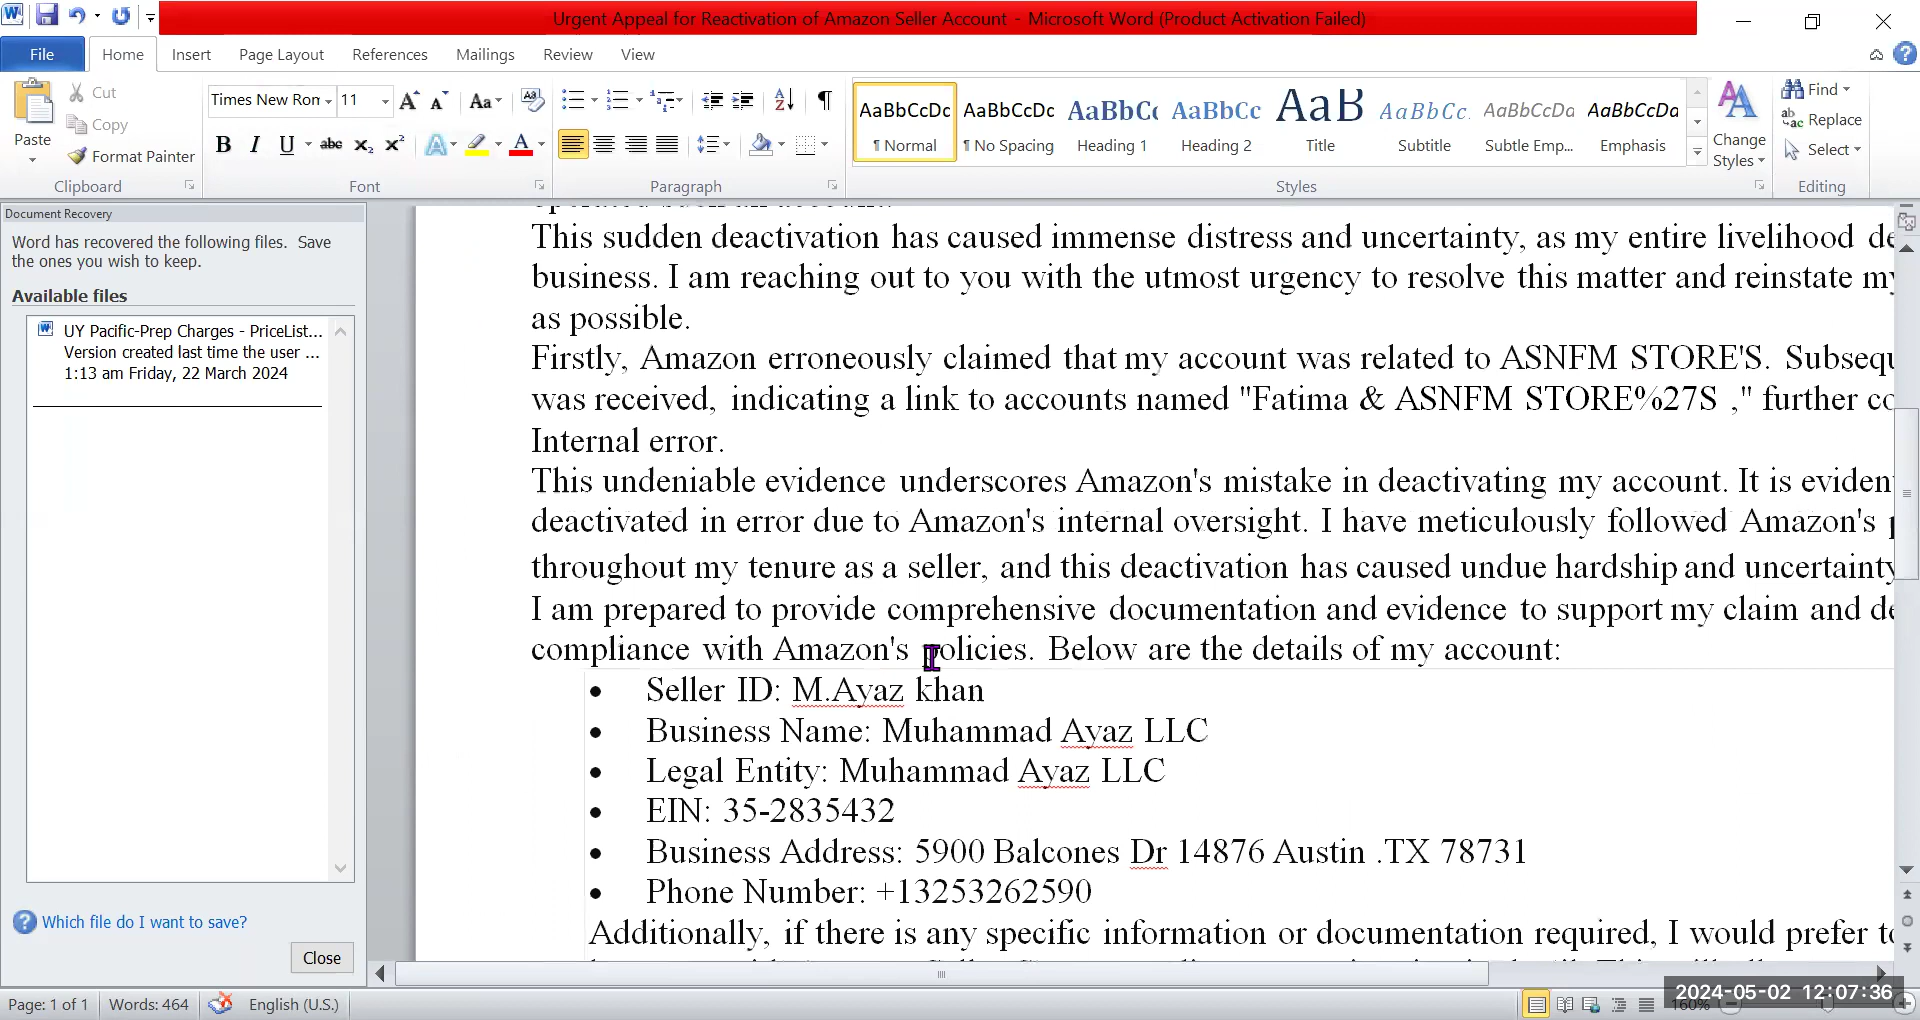 Urgent Appeal for Reactivation of Amazon Seller Account - Microsoft Word (Product Activation Failed)
File Home Insert Page Layout References Mailings Review View
Paste
Cut
Copy
Format Painter
Clipboard
Times New Ron 11
Font
Paragraph
AaBbCcDc AaBbCcDc AaBbC AaBbCc AaB AaBbCc. AaBbCcDa AaBbCcDa
¶ Normal ¶ No Spacing Heading 1 Heading 2 Title Subtitle Subtle Emp... Emphasis
Styles
Change Styles
Find
Replace
Select
Editing
Document Recovery
Word has recovered the following files. Save
the ones you wish to keep.
Available files
UY Pacific-Prep Charges - PriceList...
Version created last time the user ...
1:13 am Friday, 22 March 2024
Which file do I want to save?
Close
This sudden deactivation has caused immense distress and uncertainty, as my entire livelihood de
business. I am reaching out to you with the utmost urgency to resolve this matter and reinstate my
as possible.
Firstly, Amazon erroneously claimed that my account was related to ASNFM STORE'S. Subsequ
was received, indicating a link to accounts named "Fatima & ASNFM STORE%27S ," further co
Internal error.
This undeniable evidence underscores Amazon's mistake in deactivating my account. It is eviden
deactivated in error due to Amazon's internal oversight. I have meticulously followed Amazon's p
throughout my tenure as a seller, and this deactivation has caused undue hardship and uncertainty
I am prepared to provide comprehensive documentation and evidence to support my claim and de
compliance with Amazon's policies. Below are the details of my account:
• Seller ID: M.Ayaz khan
• Business Name: Muhammad Ayaz LLC
• Legal Entity: Muhammad Ayaz LLC
• EIN: 35-2835432
• Business Address: 5900 Balcones Dr 14876 Austin .TX 78731
• Phone Number: +13253262590
Additionally, if there is any specific information or documentation required, I would prefer to
Page: 1 of 1 Words: 464 English (U.S.) 160%
2024-05-02 12:07:36